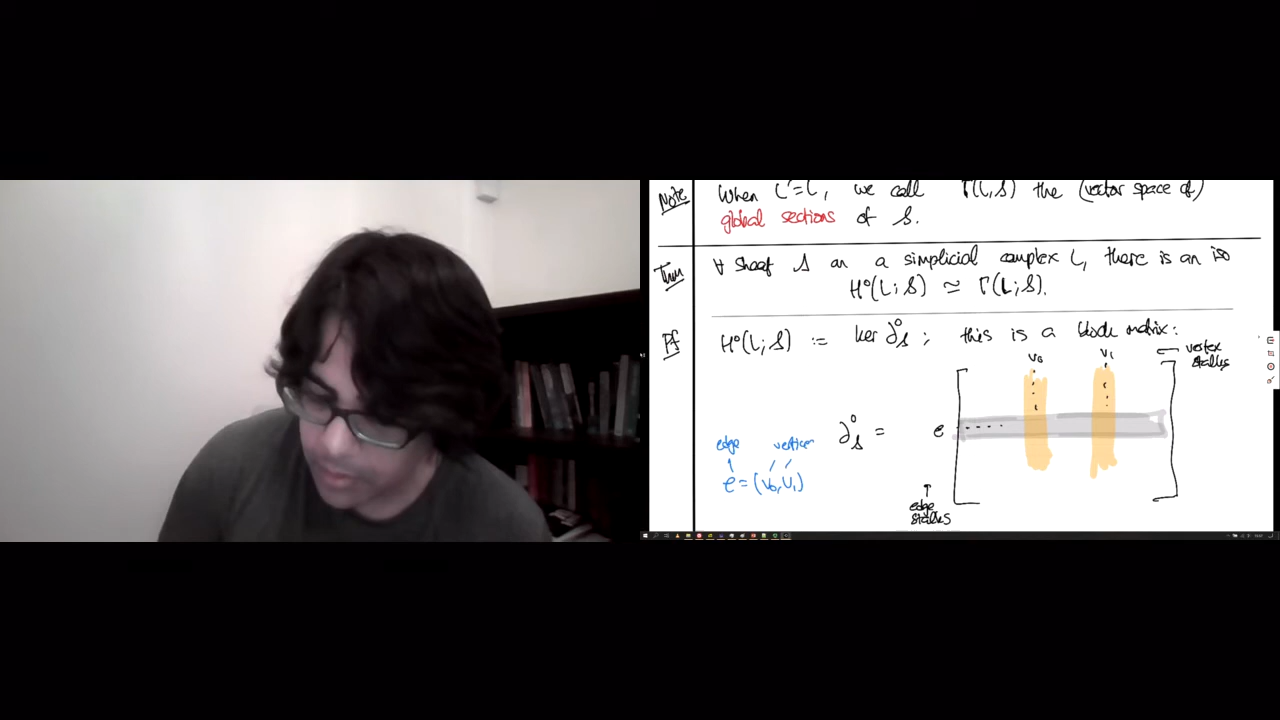 Note When L'=L, we call Γ(L,S) the (vector space of)
global sections of S.
Thm ∀ sheaf S on a simplicial complex L, there is an iso
H⁰(L;S) ≃ Γ(L;S).
Pf H⁰(L;S) := ker ∂⁰_S ; this is a block matrix:
v₀ v₁ ← vertex
stalks
∂⁰_S = e
edge vertices
e = (v₀,v₁)
edge
stalks